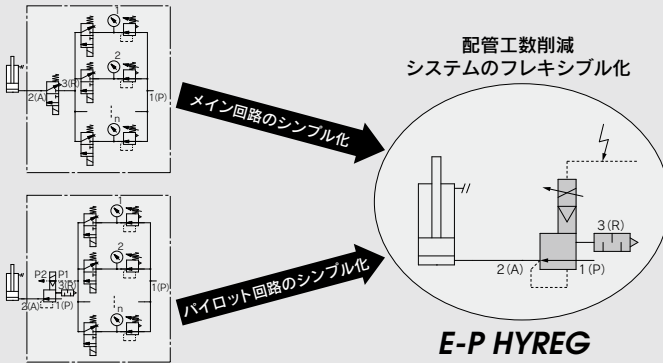 1
2
n
2(A)
3(R)
1(P)
メイン回路のシンプル化
配管工数削減
システムのフレキシブル化
3(R)
2(A)
1(P)
E-P HYREG
1
2
n
P2
P1
3(R)
2(A)
1(P)
1(P)
パイロット回路のシンプル化